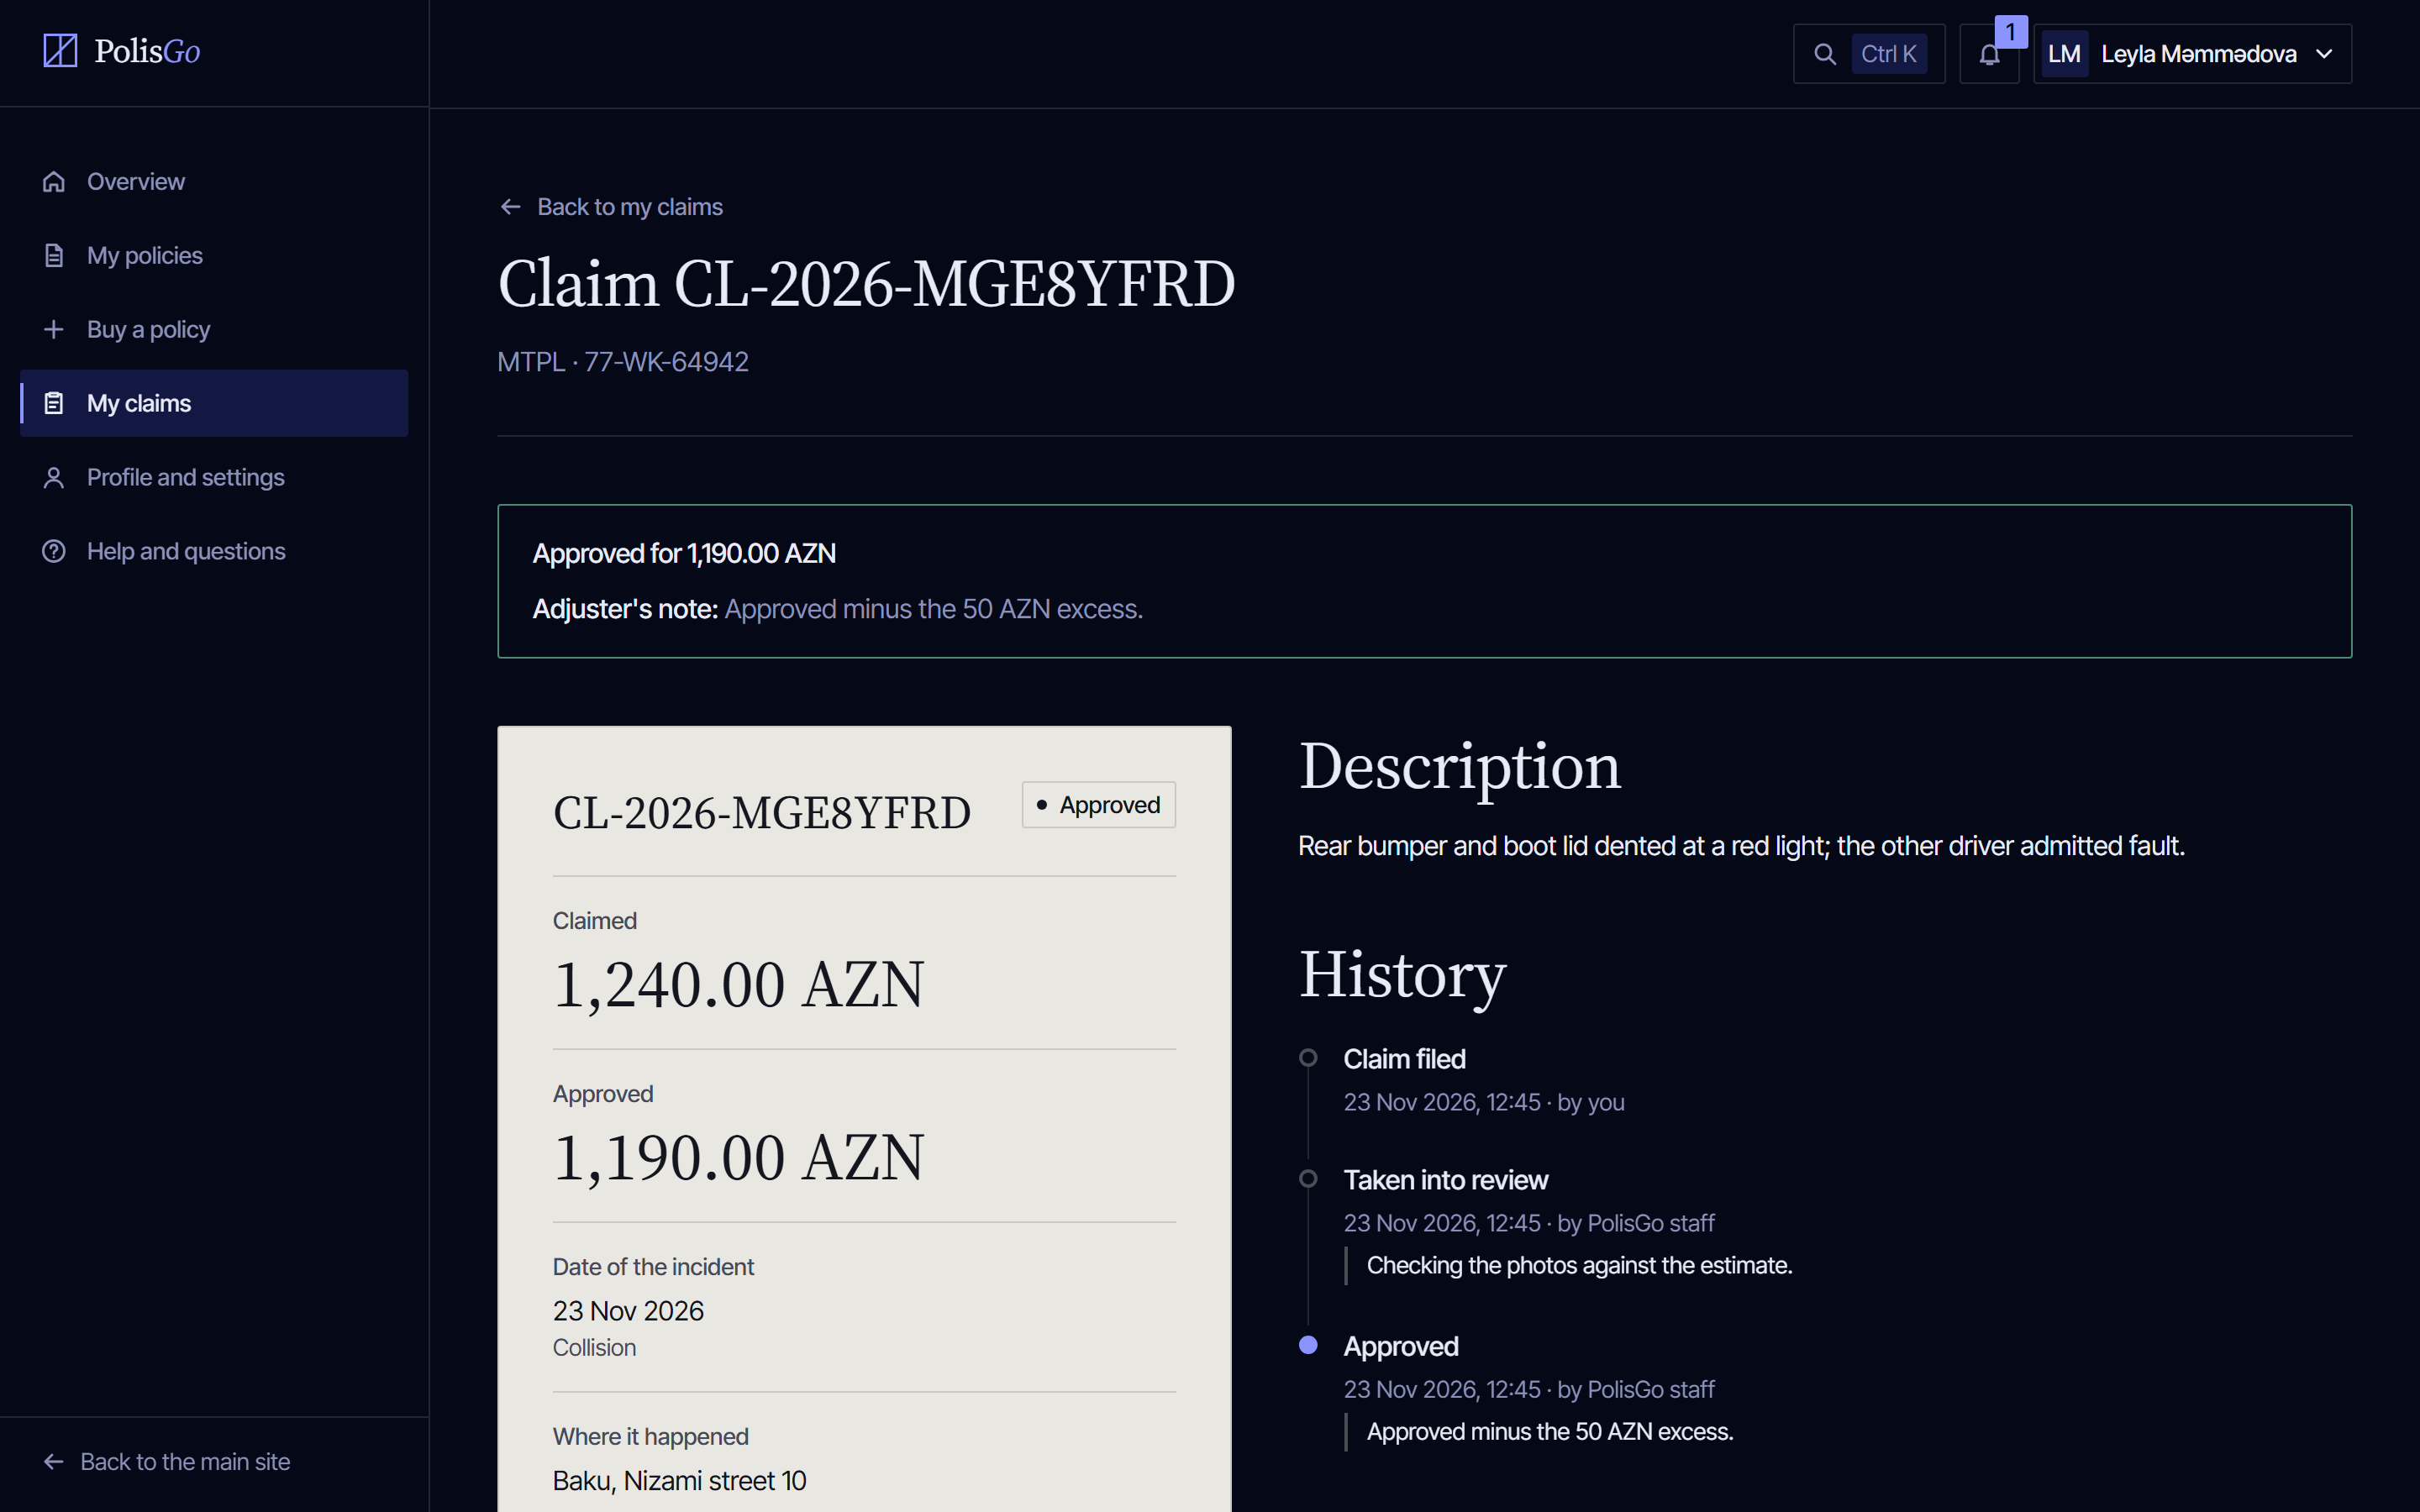 PolisGo
Ctrl K
1
LM
Leyla Məmmədova
Overview
My policies
Buy a policy
My claims
Profile and settings
Help and questions
Back to the main site
Back to my claims
Claim CL-2026-MGE8YFRD
MTPL · 77-WK-64942
Approved for 1,190.00 AZN
Adjuster's note: Approved minus the 50 AZN excess.
CL-2026-MGE8YFRD
Approved
Claimed
1,240.00 AZN
Approved
1,190.00 AZN
Date of the incident
23 Nov 2026
Collision
Where it happened
Baku, Nizami street 10
Description
Rear bumper and boot lid dented at a red light; the other driver admitted fault.
History
Claim filed
23 Nov 2026, 12:45 · by you
Taken into review
23 Nov 2026, 12:45 · by PolisGo staff
Checking the photos against the estimate.
Approved
23 Nov 2026, 12:45 · by PolisGo staff
Approved minus the 50 AZN excess.